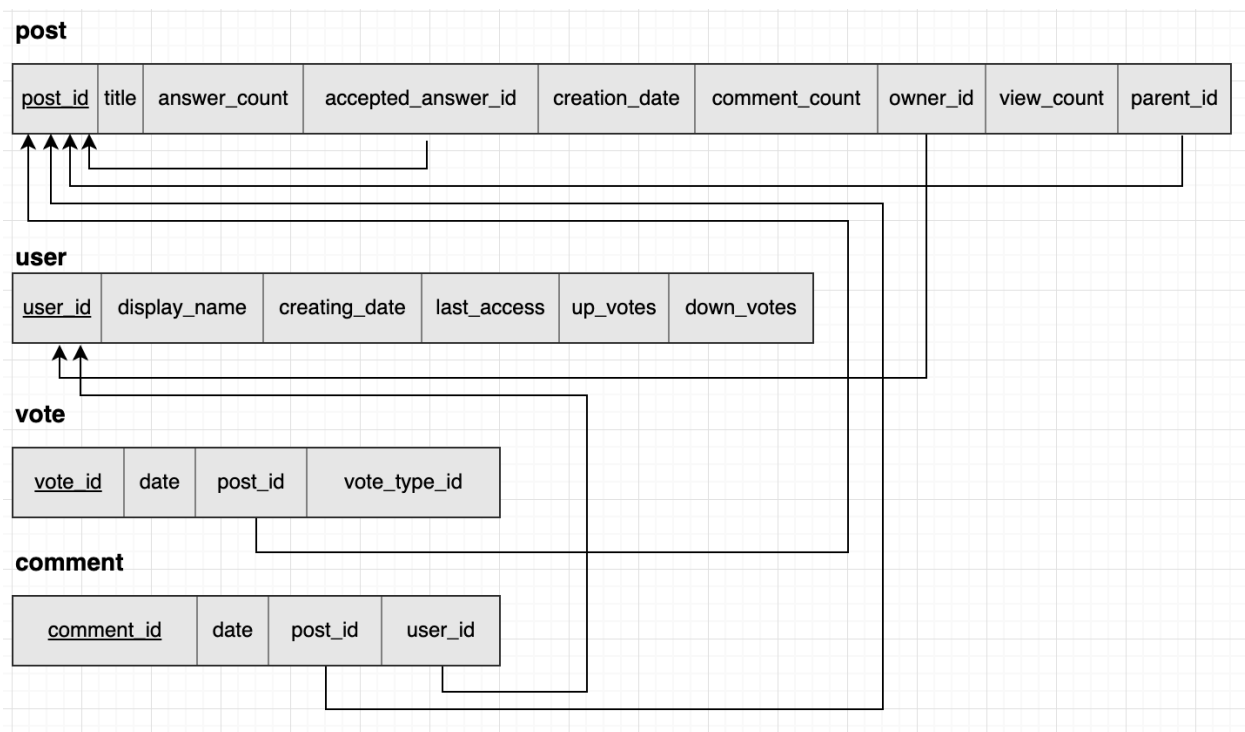 post
post_id title answer_count accepted_answer_id creation_date comment_count owner_id view_count parent_id
user
user_id display_name creating_date last_access up_votes down_votes
vote
vote_id date post_id vote_type_id
comment
comment_id date post_id user_id